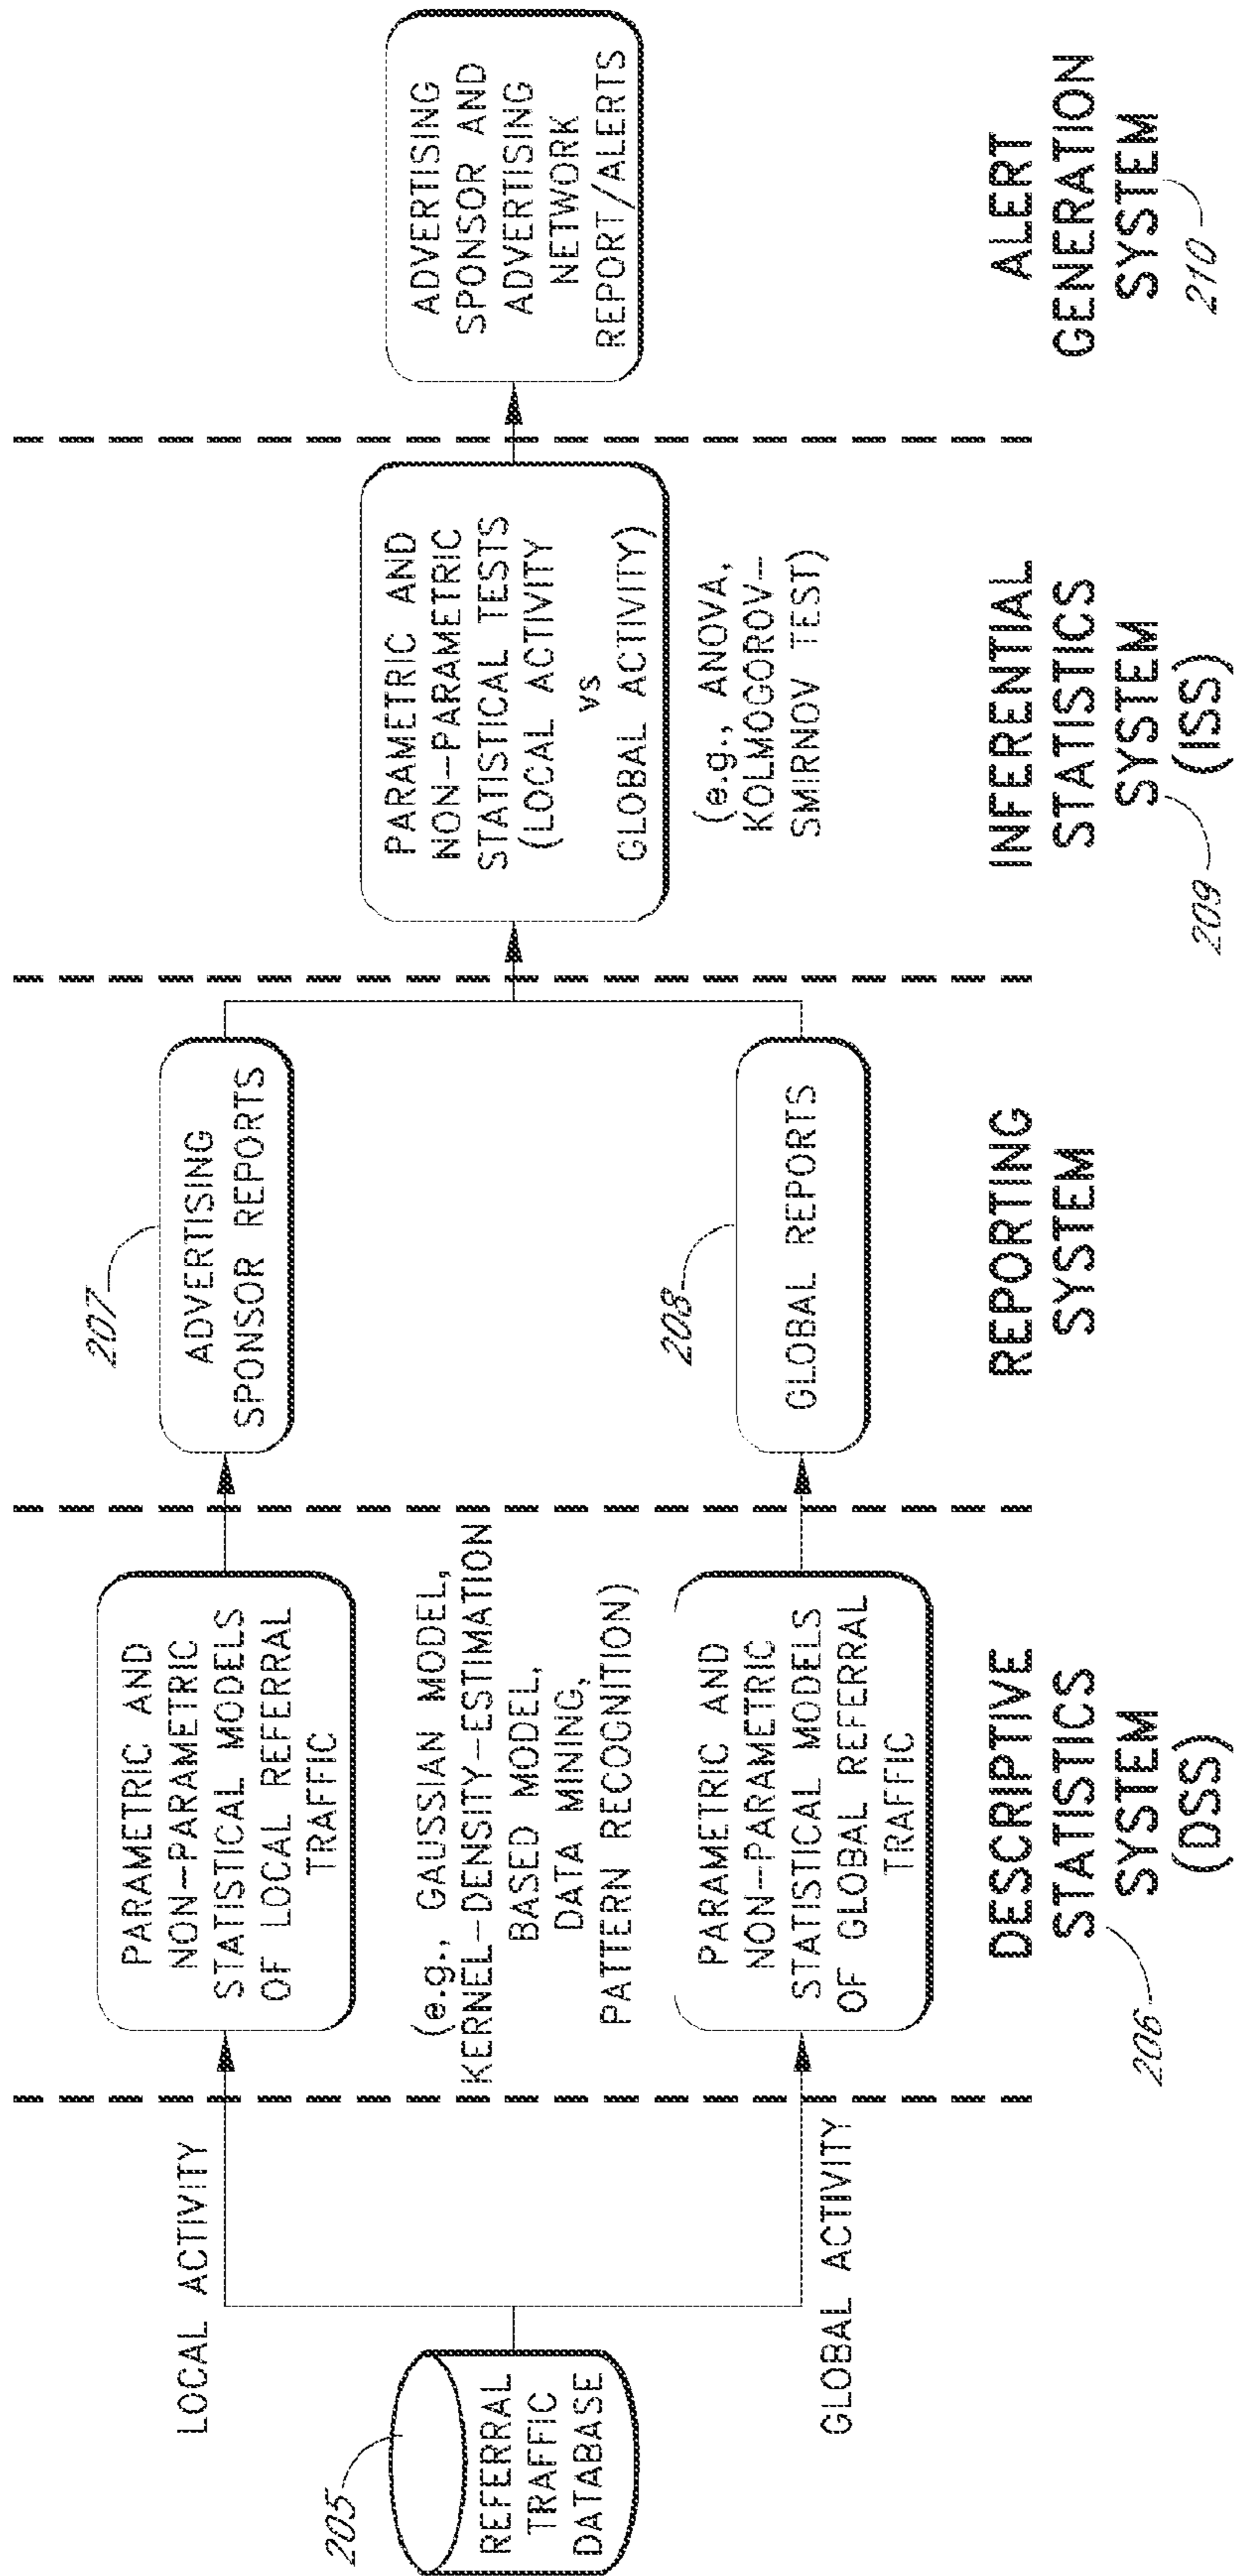 205
REFERRAL
TRAFFIC
DATABASE
LOCAL ACTIVITY
GLOBAL ACTIVITY
PARAMETRIC AND
NON-PARAMETRIC
STATISTICAL MODELS
OF LOCAL REFERRAL
TRAFFIC
(e.g., GAUSSIAN MODEL,
KERNEL-DENSITY-ESTIMATION
BASED MODEL,
DATA MINING,
PATTERN RECOGNITION)
PARAMETRIC AND
NON-PARAMETRIC
STATISTICAL MODELS
OF GLOBAL REFERRAL
TRAFFIC
DESCRIPTIVE
STATISTICS
SYSTEM
(DSS)
206
207
ADVERTISING
SPONSOR REPORTS
208
GLOBAL REPORTS
REPORTING
SYSTEM
PARAMETRIC AND
NON-PARAMETRIC
STATISTICAL TESTS
(LOCAL ACTIVITY
vs
GLOBAL ACTIVITY)
(e.g., ANOVA,
KOLMOGOROV-
SMIRNOV TEST)
INFERENTIAL
STATISTICS
SYSTEM
(ISS)
209
ADVERTISING
SPONSOR AND
ADVERTISING
NETWORK
REPORT/ALERTS
ALERT
GENERATION
SYSTEM
210